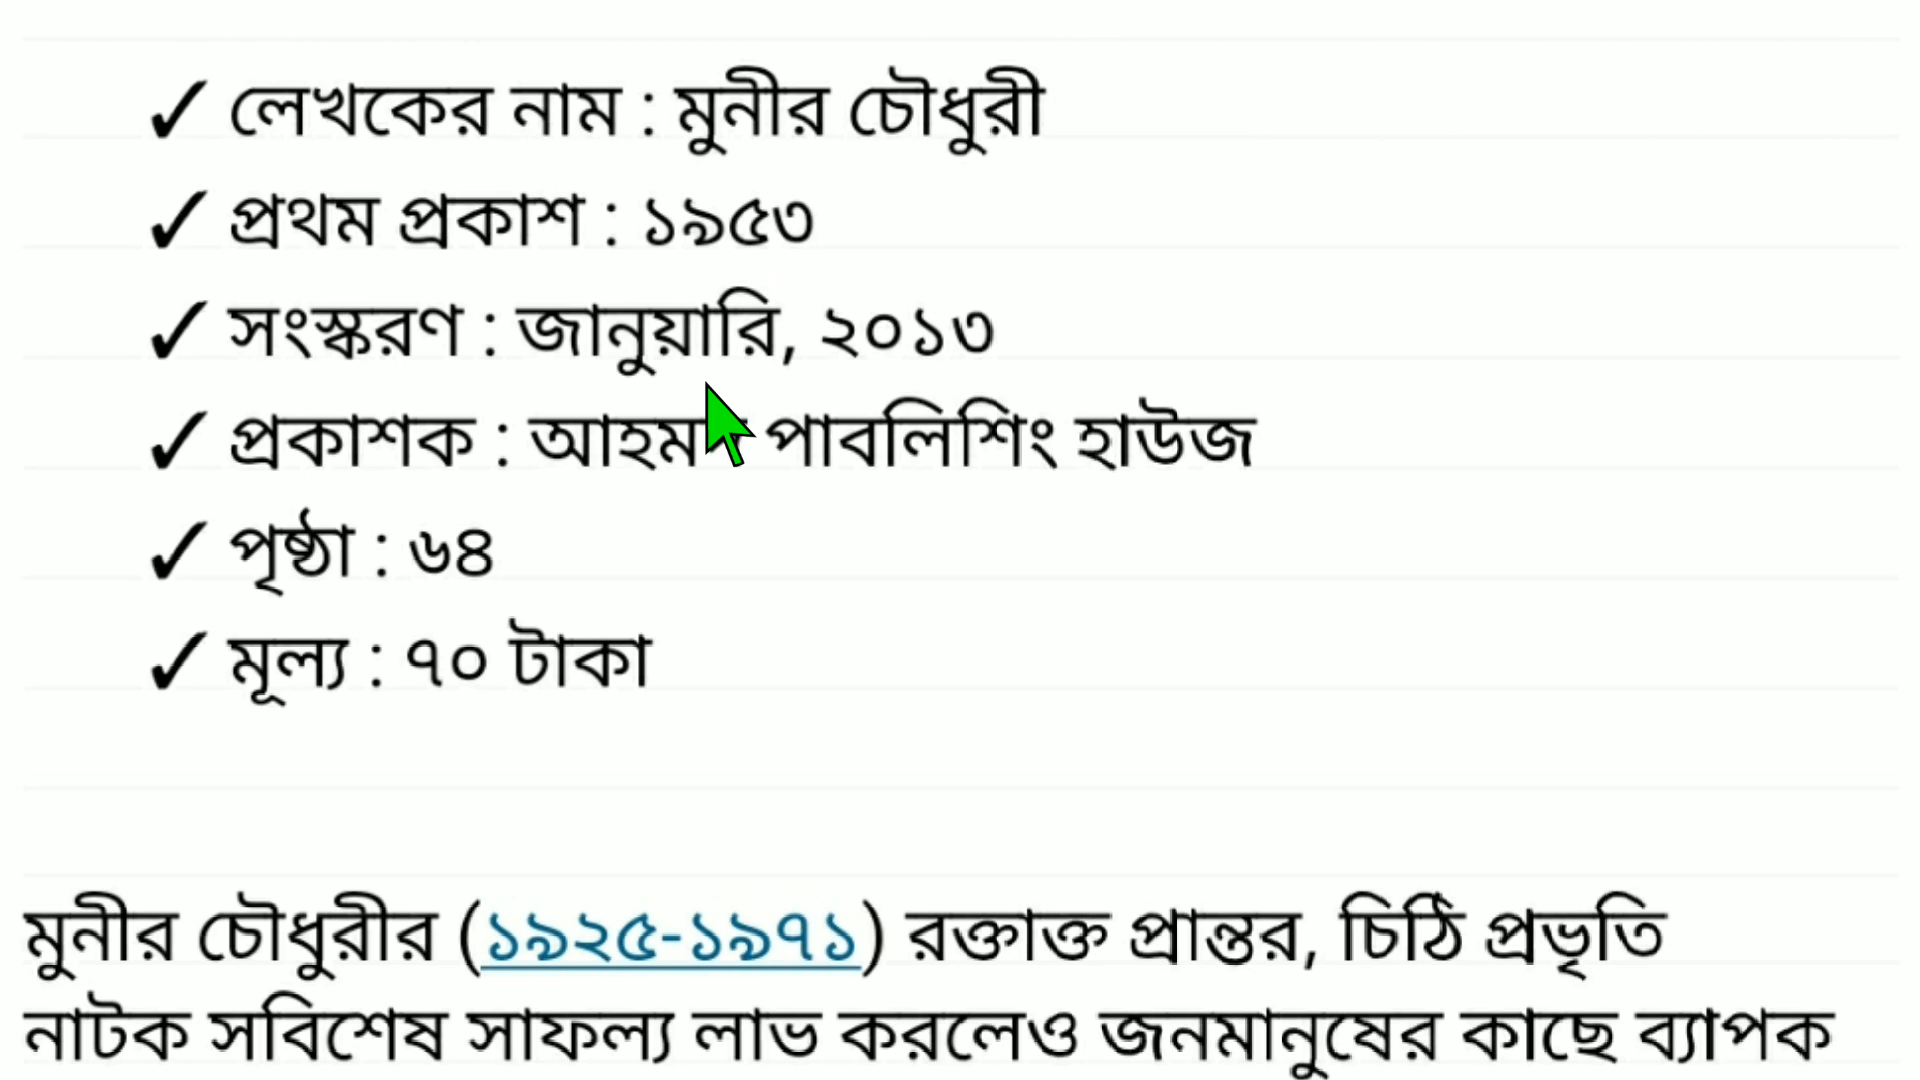 ✓ লেখকের নাম : মুনীর চৌধুরী
✓ প্রথম প্রকাশ : ১৯৫৩
✓ সংস্করণ : জানুয়ারি, ২০১৩
✓ প্রকাশক : পাবলিশিং হাউজ
✓ পৃষ্ঠা : ৬৪
✓ মূল্য : ৭০ টাকা
মুনীর চৌধুরীর (১৯২৫-১৯৭১) রক্তাক্ত প্রান্তর, চিঠি প্রভৃতি
নাটক সবিশেষ সাফল্য লাভ করলেও জনমানুষের কাছে ব্যাপক